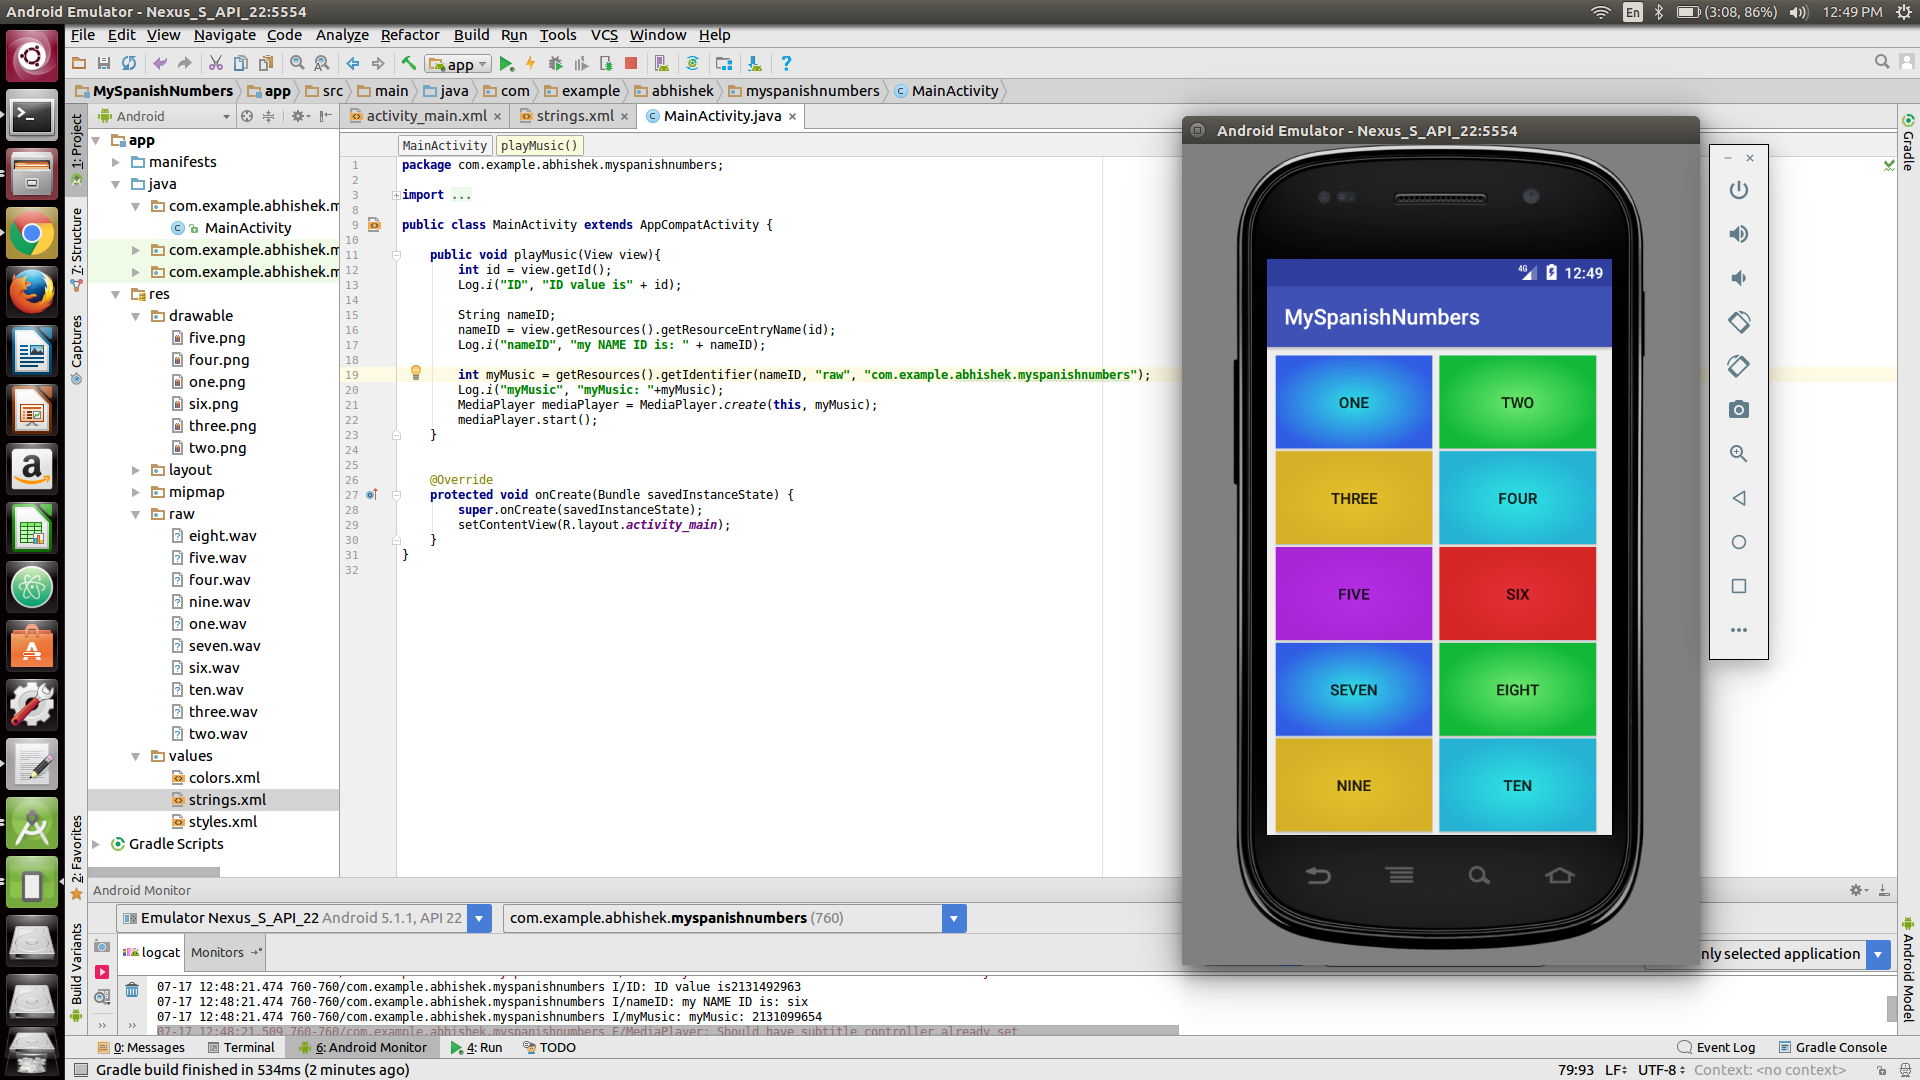 Android Emulator - Nexus_S_API_22:5554
En
(3:08, 86%)
12:49 PM
File Edit View Navigate Code Analyze Refactor Build Run Tools VCS Window Help
app
MySpanishNumbers app src main java com example abhishek myspanishnumbers MainActivity
Android
activity_main.xml
strings.xml
MainActivity.java
MainActivity
playMusic()
1: Project
7: Structure
Captures
2: Favorites
Build Variants
app
manifests
java
com.example.abhishek.m
MainActivity
com.example.abhishek.m
com.example.abhishek.m
res
drawable
five.png
four.png
one.png
six.png
three.png
two.png
layout
mipmap
raw
eight.wav
five.wav
four.wav
nine.wav
one.wav
seven.wav
six.wav
ten.wav
three.wav
two.wav
values
colors.xml
strings.xml
styles.xml
Gradle Scripts
1 package com.example.abhishek.myspanishnumbers;
2
3 import ...
8
9 public class MainActivity extends AppCompatActivity {
10
11 public void playMusic(View view){
12 int id = view.getId();
13 Log.i("ID", "ID value is" + id);
14
15 String nameID;
16 nameID = view.getResources().getResourceEntryName(id);
17 Log.i("nameID", "my NAME ID is: " + nameID);
18
19 int myMusic = getResources().getIdentifier(nameID, "raw", "com.example.abhishek.myspanishnumbers");
20 Log.i("myMusic", "myMusic: "+myMusic);
21 MediaPlayer mediaPlayer = MediaPlayer.create(this, myMusic);
22 mediaPlayer.start();
23 }
24
25
26 @Override
27 protected void onCreate(Bundle savedInstanceState) {
28 super.onCreate(savedInstanceState);
29 setContentView(R.layout.activity_main);
30 }
31 }
32
Android Emulator - Nexus_S_API_22:5554
4G 12:49
MySpanishNumbers
ONE TWO
THREE FOUR
FIVE SIX
SEVEN EIGHT
NINE TEN
Gradle
Android Model
Android Monitor
Emulator Nexus_S_API_22 Android 5.1.1, API 22
com.example.abhishek.myspanishnumbers (760)
logcat
Monitors
nly selected application
07-17 12:48:21.474 760-760/com.example.abhishek.myspanishnumbers I/ID: ID value is2131492963
07-17 12:48:21.474 760-760/com.example.abhishek.myspanishnumbers I/nameID: my NAME ID is: six
07-17 12:48:21.474 760-760/com.example.abhishek.myspanishnumbers I/myMusic: myMusic: 2131099654
07-17 12:48:21.509 760-760/com.example.abhishek.myspanishnumbers E/MediaPlayer: Should have subtitle controller already set
0: Messages
Terminal
6: Android Monitor
4: Run
TODO
Event Log
Gradle Console
Gradle build finished in 534ms (2 minutes ago)
79:93 LF UTF-8 Context: <no context>